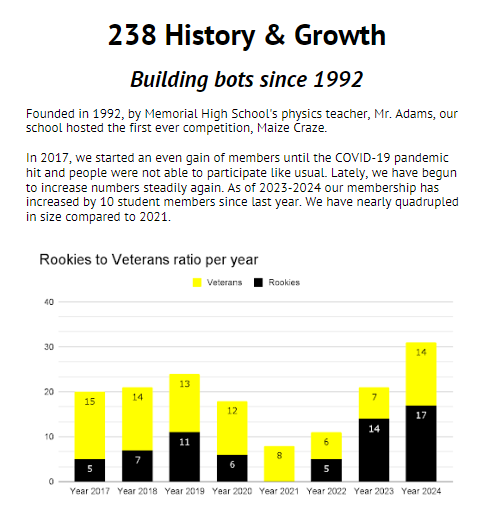 238 History & Growth
Building bots since 1992
Founded in 1992, by Memorial High School's physics teacher, Mr. Adams, our
school hosted the first ever competition, Maize Craze.
In 2017, we started an even gain of members until the COVID-19 pandemic
hit and people were not able to participate like usual. Lately, we have begun
to increase numbers steadily again. As of 2023-2024 our membership has
increased by 10 student members since last year. We have nearly quadrupled
in size compared to 2021.
Rookies to Veterans ratio per year
Veterans Rookies
40
30
20
10
0
15 14 13 12 8 6 7 14
5 7 11 6 5 14 17
Year 2017 Year 2018 Year 2019 Year 2020 Year 2021 Year 2022 Year 2023 Year 2024